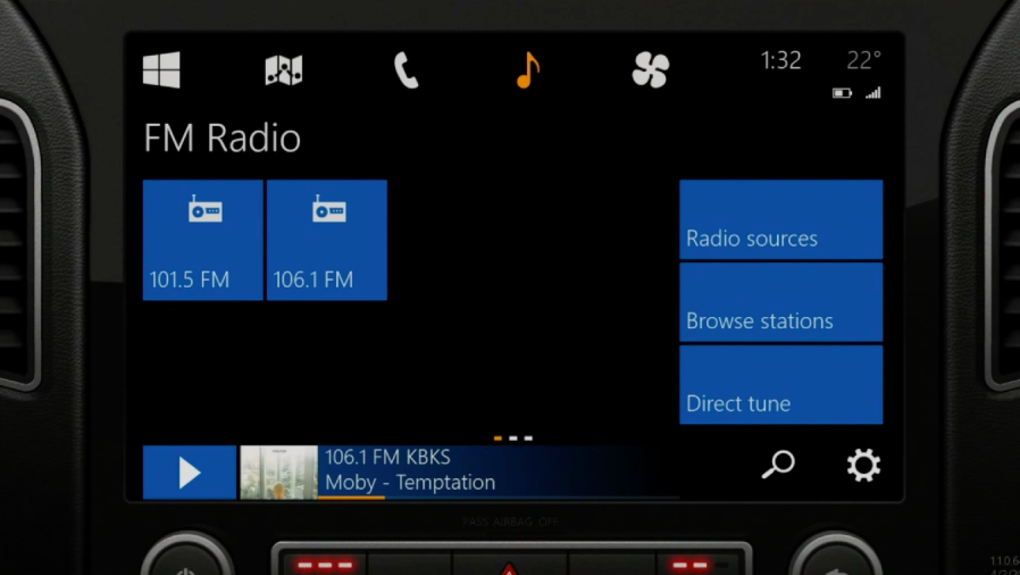 1:32 22°
FM Radio
101.5 FM
106.1 FM
Radio sources
Browse stations
Direct tune
106.1 FM KBKS
Moby - Temptation
PASS AIRBAG OFF